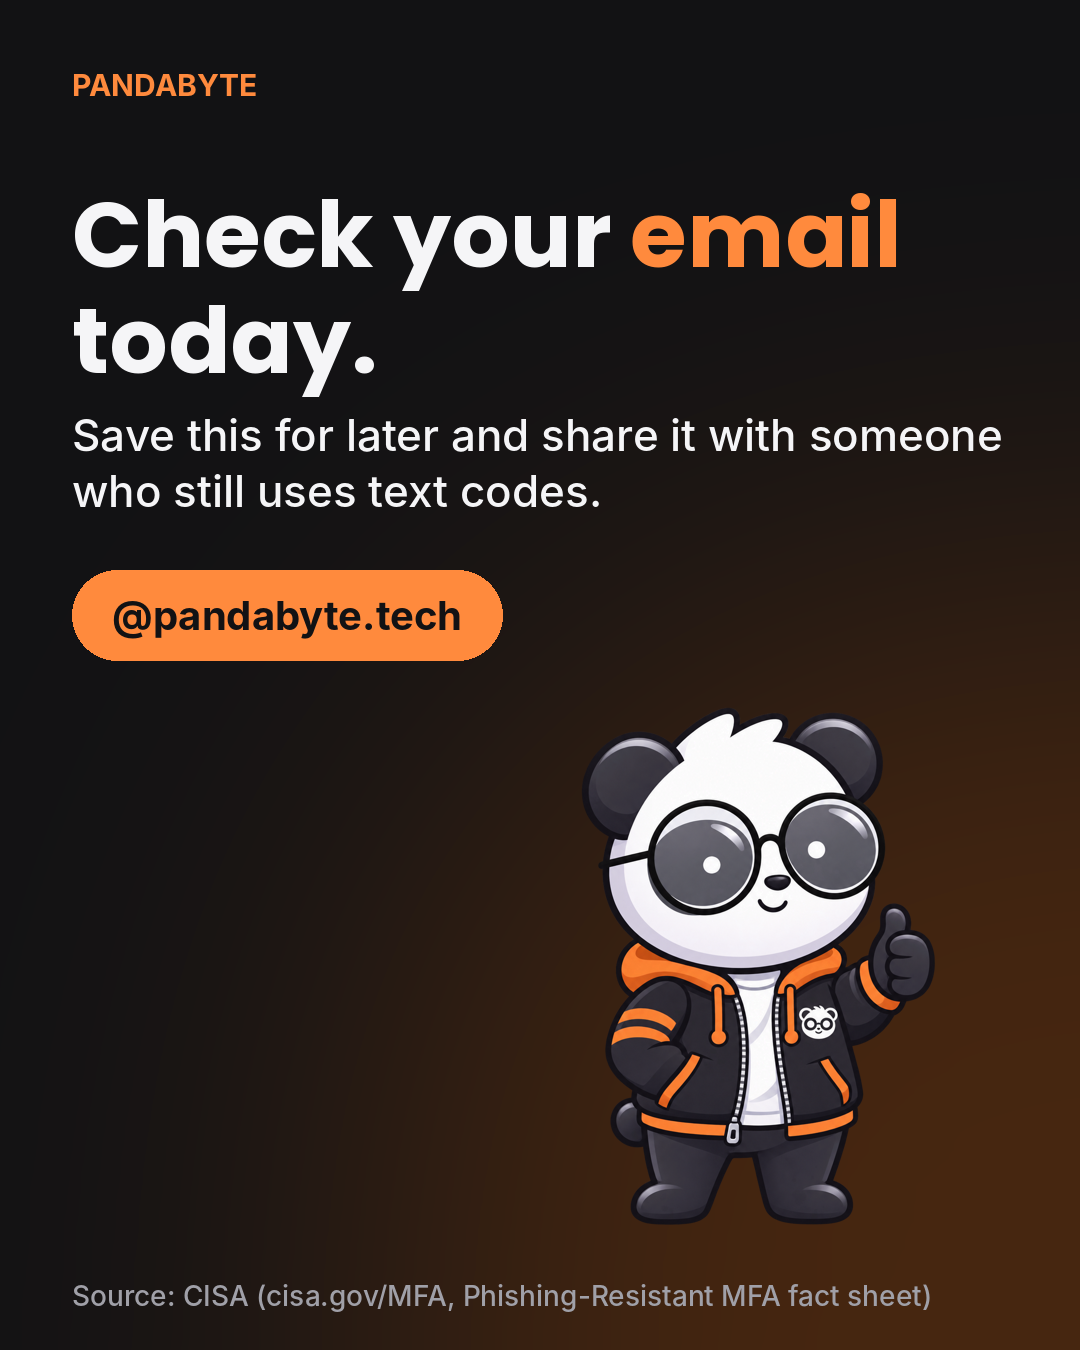 PANDABYTE
Check your email
today.
Save this for later and share it with someone
who still uses text codes.
@pandabyte.tech
Source: CISA (cisa.gov/MFA, Phishing-Resistant MFA fact sheet)